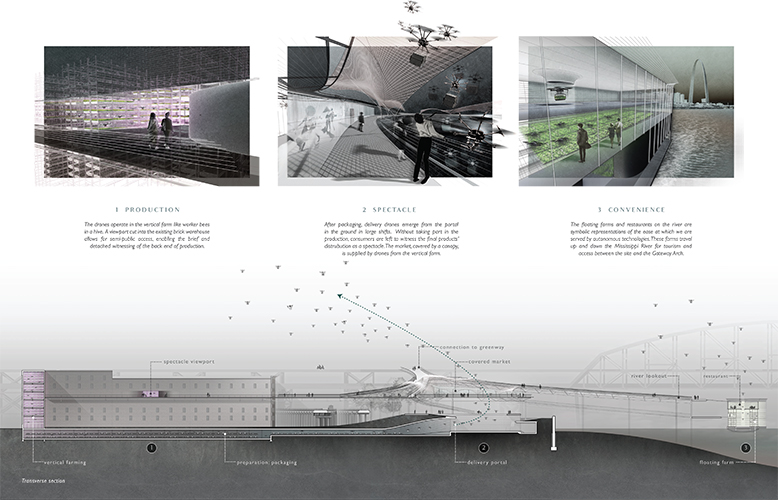 1 PRODUCTION
The drones operate in the vertical farm like worker bees
in a hive. A viewport cut into the existing brick warehouse
allows for semi-public access, enabling the brief and
detached witnessing of the back end of production.
2 SPECTACLE
After packaging, delivery drones emerge from the portal
in the ground in large shifts. Without taking part in the
production, consumers are left to witness the final products'
distribution as a spectacle. The market, covered by a canopy,
is supplied by drones from the vertical farm.
3 CONVENIENCE
The floating farms and restaurants on the river are
symbolic representations of the ease at which we are
served by autonomous technologies. These farms travel
up and down the Mississippi River for tourism and
access between the site and the Gateway Arch.
connection to greenway
spectacle viewport
covered market
river lookout
restaurant
1
2
3
vertical farming
preparation packaging
delivery portal
floating farm
Transverse section